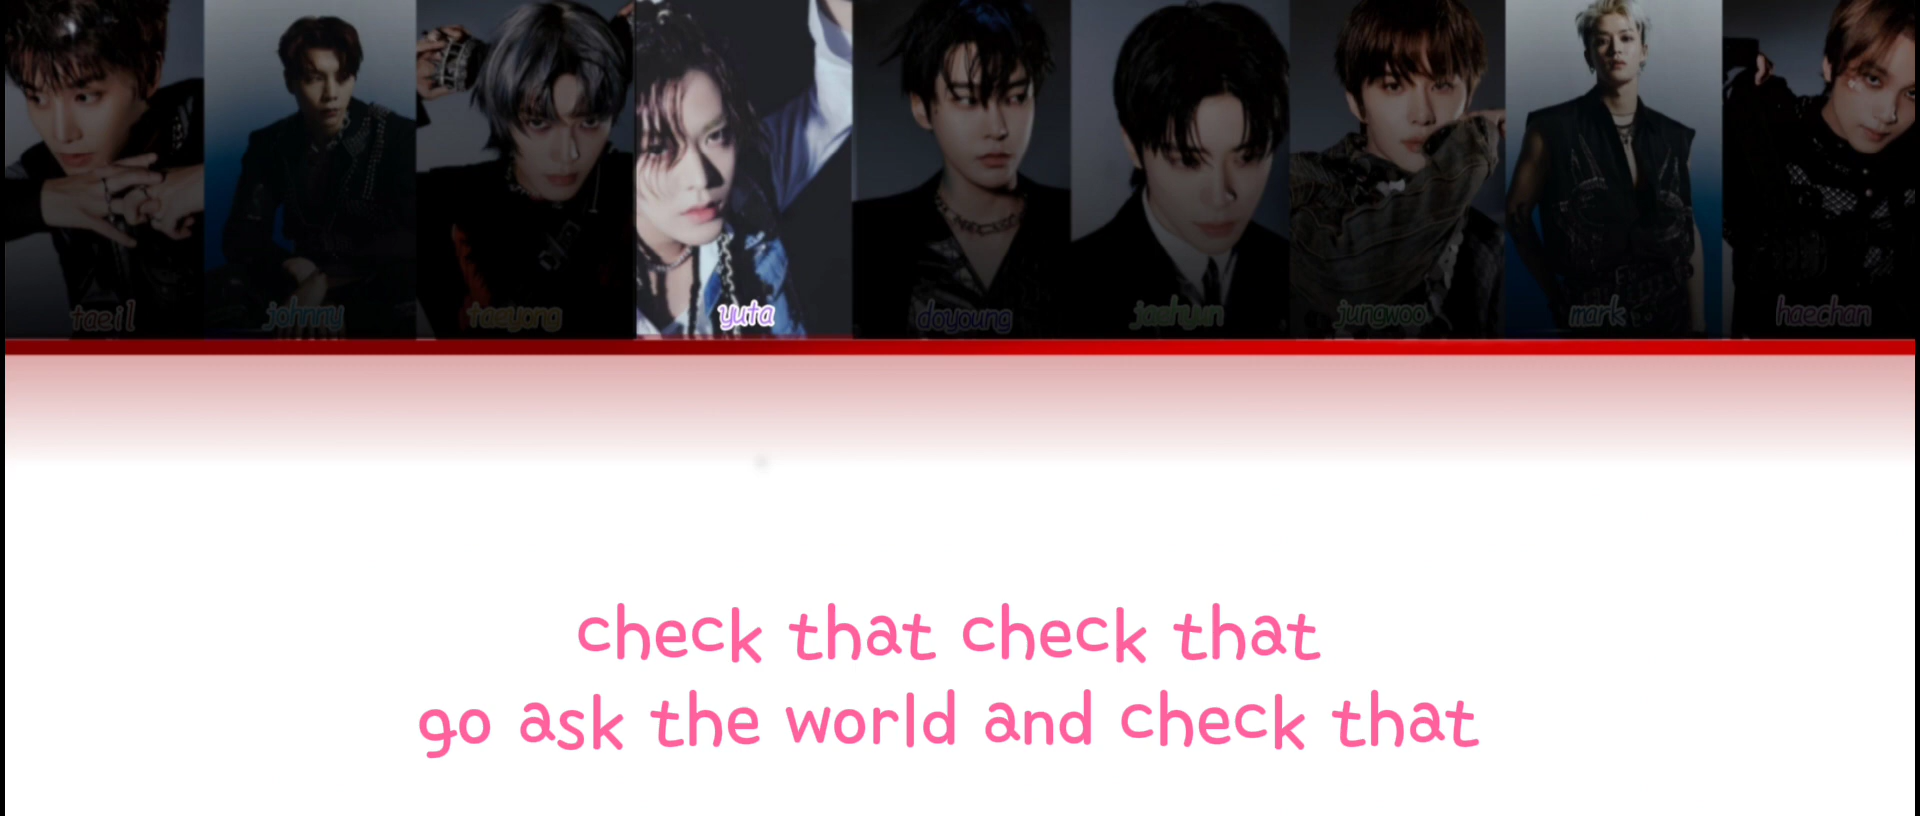 taeil johnny taeyong yuta doyoung jaehyun jungwoo mark haechan
check that check that
go ask the world and check that